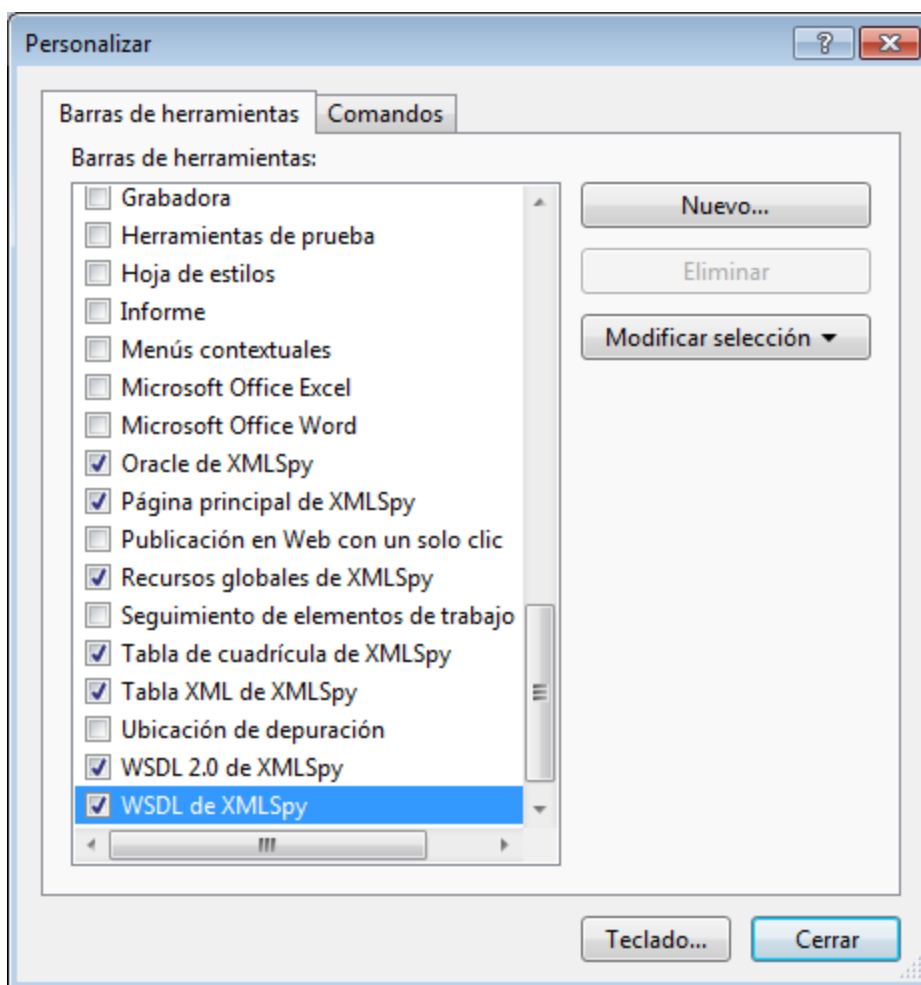 Personalizar
Barras de herramientas
Comandos
Barras de herramientas:
Grabadora
Herramientas de prueba
Hoja de estilos
Informe
Menús contextuales
Microsoft Office Excel
Microsoft Office Word
Oracle de XMLSpy
Página principal de XMLSpy
Publicación en Web con un solo clic
Recursos globales de XMLSpy
Seguimiento de elementos de trabajo
Tabla de cuadrícula de XMLSpy
Tabla XML de XMLSpy
Ubicación de depuración
WSDL 2.0 de XMLSpy
WSDL de XMLSpy
Nuevo...
Eliminar
Modificar selección
Teclado...
Cerrar